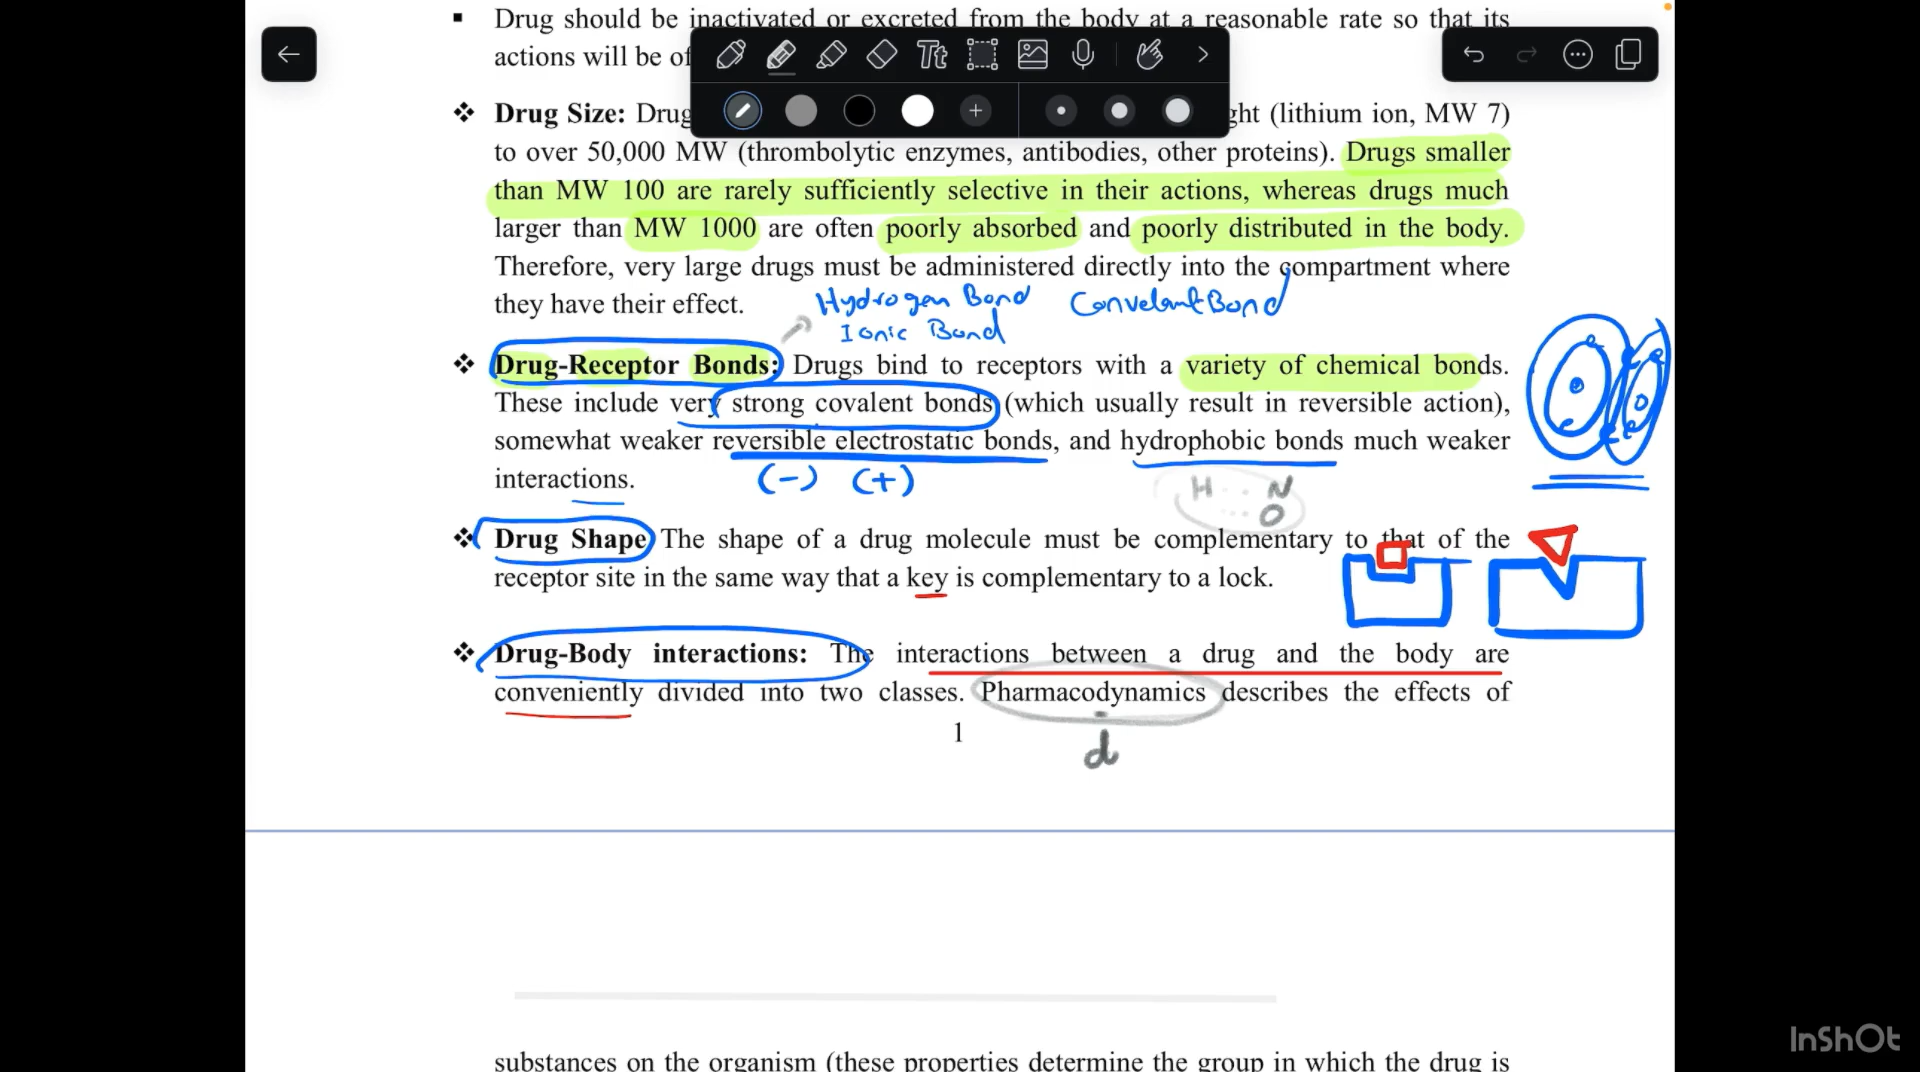 ▪ Drug should be inactivated or excreted from the body at a reasonable rate so that its
actions will be of
Tt
❖ Drug Size: Drug ght (lithium ion, MW 7)
to over 50,000 MW (thrombolytic enzymes, antibodies, other proteins). Drugs smaller
than MW 100 are rarely sufficiently selective in their actions, whereas drugs much
larger than MW 1000 are often poorly absorbed and poorly distributed in the body.
Therefore, very large drugs must be administered directly into the compartment where
they have their effect.
Hydrogen Bond Convelant Bond
Ionic Bond
❖ Drug-Receptor Bonds: Drugs bind to receptors with a variety of chemical bonds.
These include very strong covalent bonds (which usually result in reversible action),
somewhat weaker reversible electrostatic bonds, and hydrophobic bonds much weaker
interactions.
(-) (+)
H N
O
❖ Drug Shape The shape of a drug molecule must be complementary to that of the
receptor site in the same way that a key is complementary to a lock.
❖ Drug-Body interactions: The interactions between a drug and the body are
conveniently divided into two classes. Pharmacodynamics describes the effects of
1
d
substances on the organism (these properties determine the group in which the drug is
InShOt